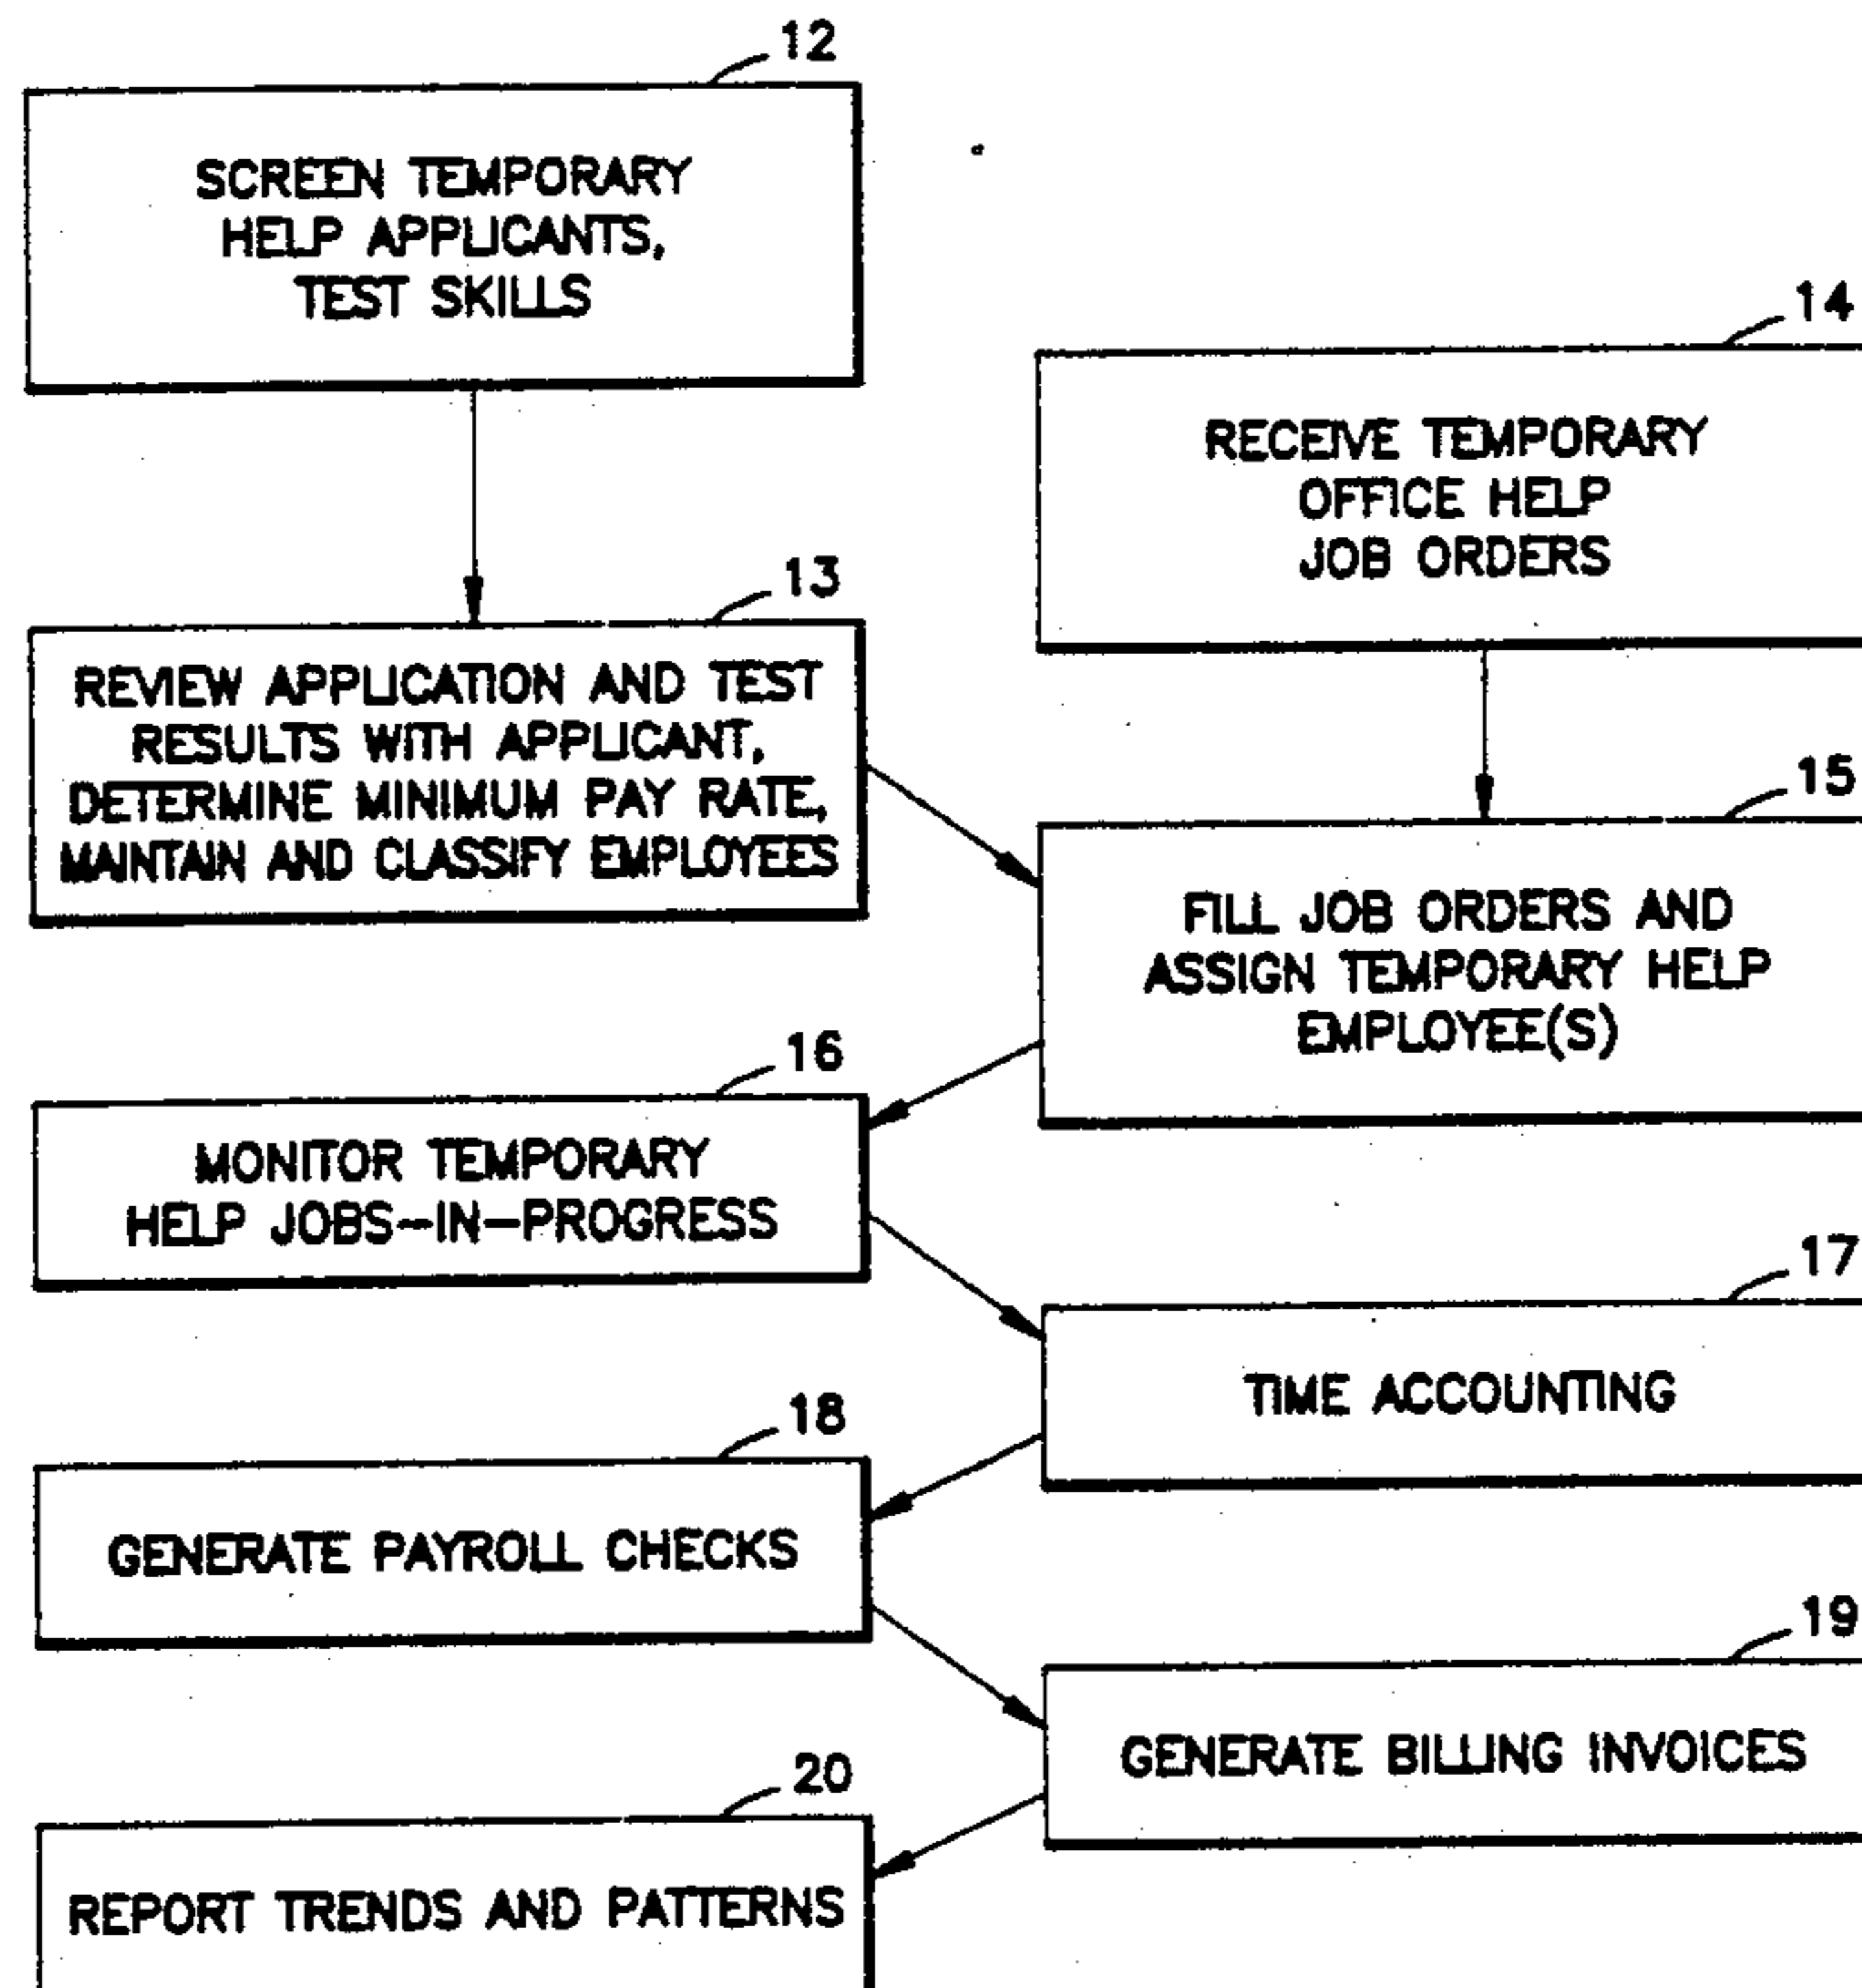 12
SCREEN TEMPORARY
HELP APPLICANTS,
TEST SKILLS
14
RECEIVE TEMPORARY
OFFICE HELP
JOB ORDERS
13
REVIEW APPLICATION AND TEST
RESULTS WITH APPLICANT,
DETERMINE MINIMUM PAY RATE,
MAINTAIN AND CLASSIFY EMPLOYEES
15
FILL JOB ORDERS AND
ASSIGN TEMPORARY HELP
EMPLOYEE(S)
16
MONITOR TEMPORARY
HELP JOBS-IN-PROGRESS
17
TIME ACCOUNTING
18
GENERATE PAYROLL CHECKS
19
GENERATE BILLING INVOICES
20
REPORT TRENDS AND PATTERNS